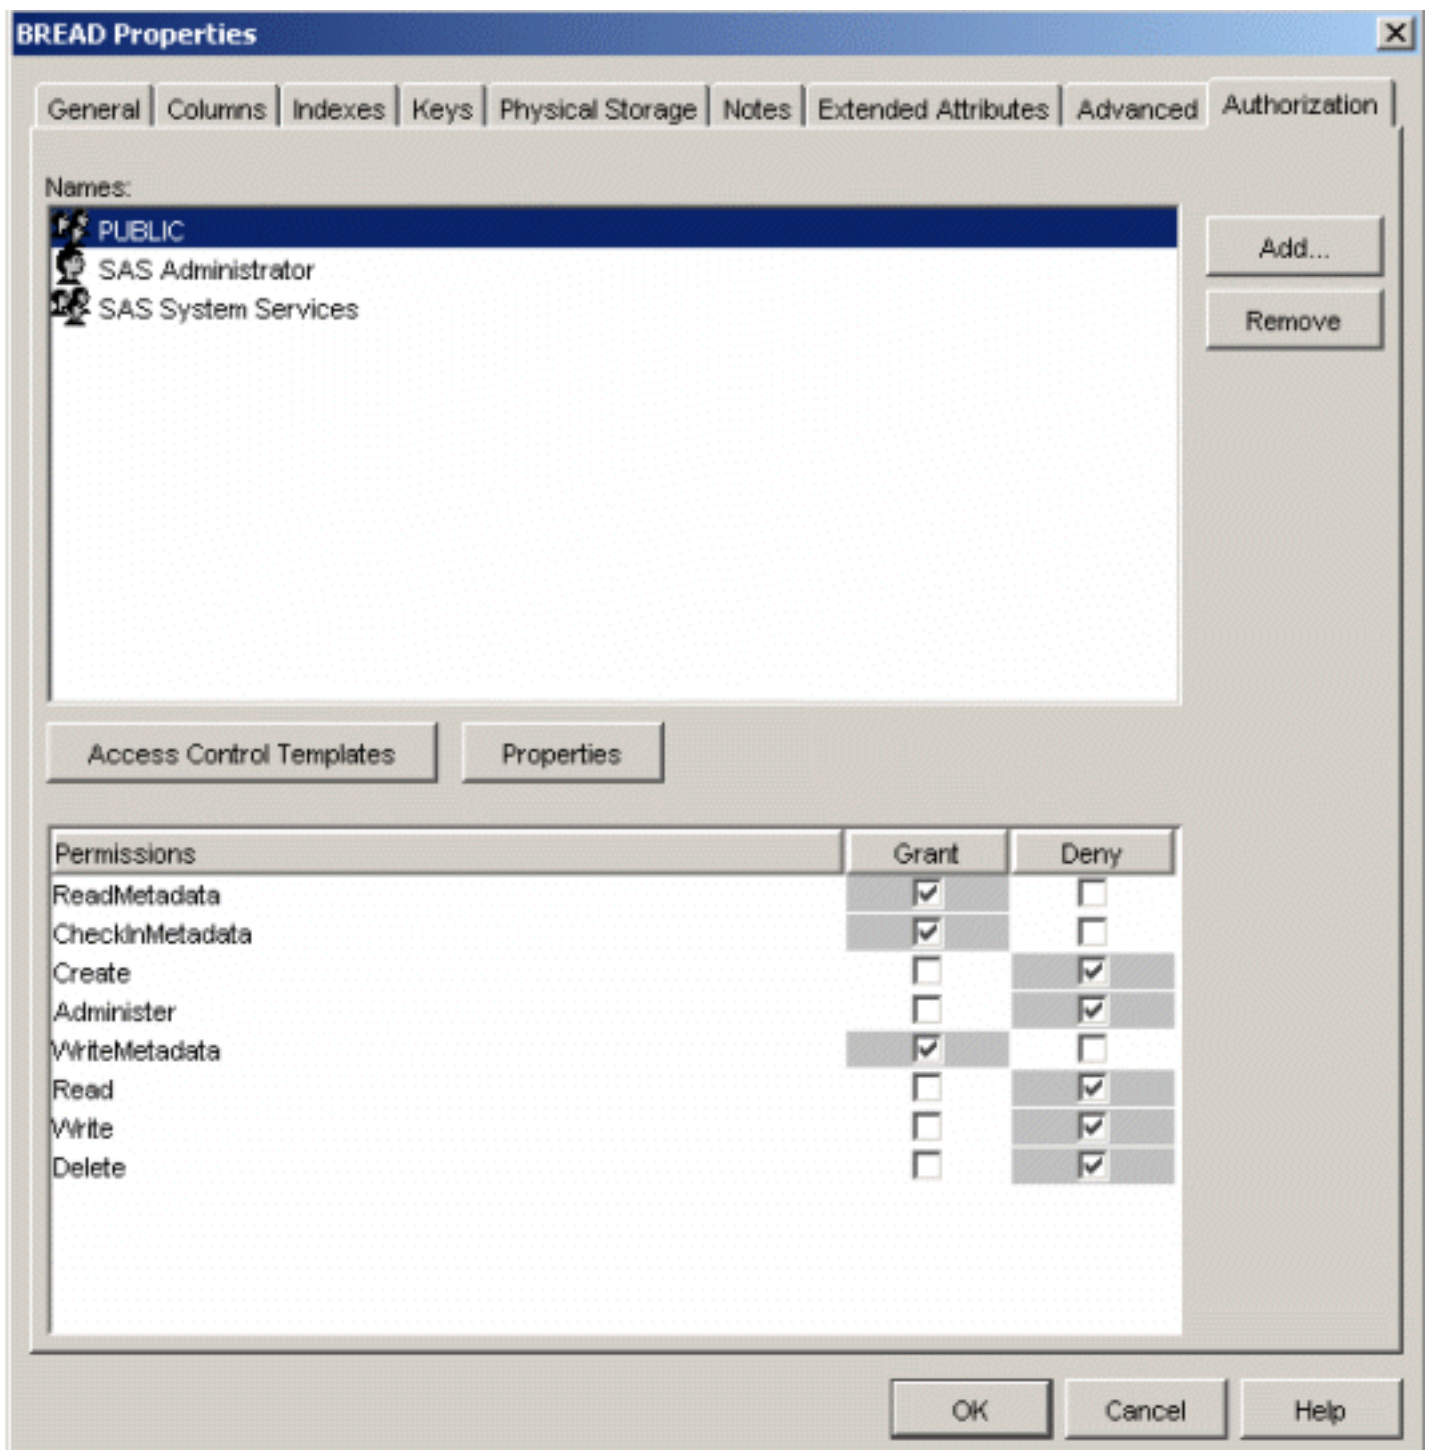 BREAD Properties
General Columns Indexes Keys Physical Storage Notes Extended Attributes Advanced Authorization
Names:
PUBLIC
Add...
SAS Administrator
SAS System Services
Remove
Access Control Templates Properties
Permissions Grant Deny
ReadMetadata
CheckInMetadata
Create
Administer
WriteMetadata
Read
Write
Delete
OK Cancel Help